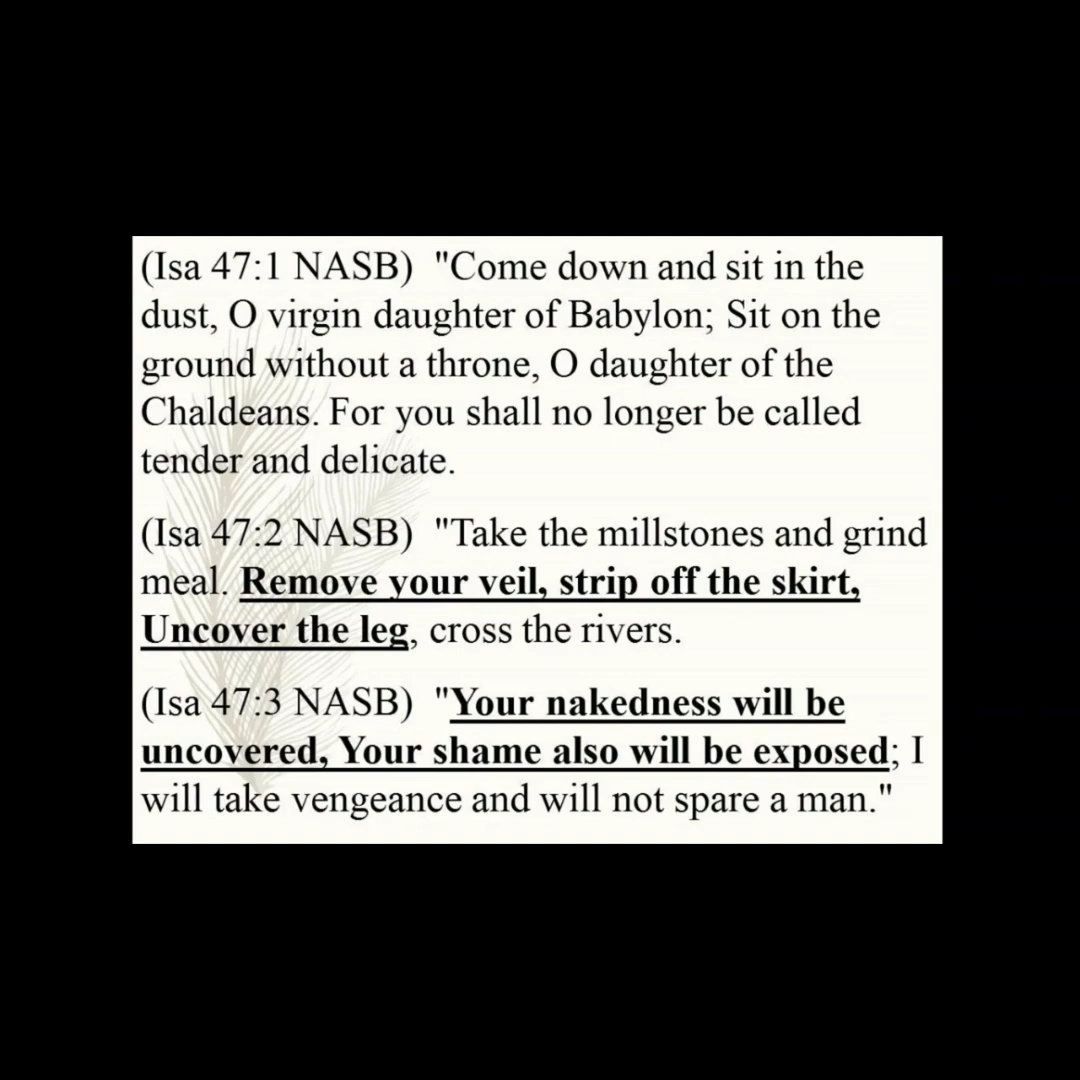 (Isa 47:1 NASB)  "Come down and sit in the
dust, O virgin daughter of Babylon; Sit on the
ground without a throne, O daughter of the
Chaldeans. For you shall no longer be called
tender and delicate.
(Isa 47:2 NASB)  "Take the millstones and grind
meal. Remove your veil, strip off the skirt,
Uncover the leg, cross the rivers.
(Isa 47:3 NASB)  "Your nakedness will be
uncovered, Your shame also will be exposed; I
will take vengeance and will not spare a man."